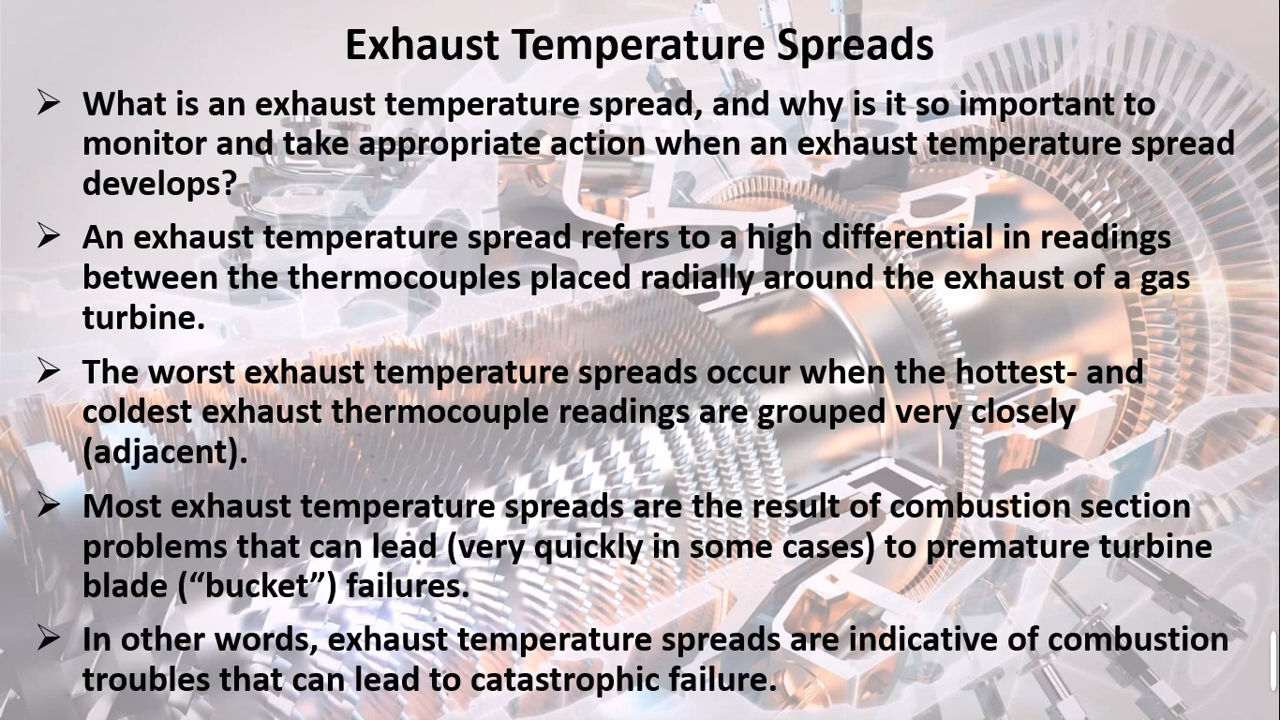 Exhaust Temperature Spreads
➢ What is an exhaust temperature spread, and why is it so important to
monitor and take appropriate action when an exhaust temperature spread
develops?
➢ An exhaust temperature spread refers to a high differential in readings
between the thermocouples placed radially around the exhaust of a gas
turbine.
➢ The worst exhaust temperature spreads occur when the hottest- and
coldest exhaust thermocouple readings are grouped very closely
(adjacent).
➢ Most exhaust temperature spreads are the result of combustion section
problems that can lead (very quickly in some cases) to premature turbine
blade (“bucket”) failures.
➢ In other words, exhaust temperature spreads are indicative of combustion
troubles that can lead to catastrophic failure.